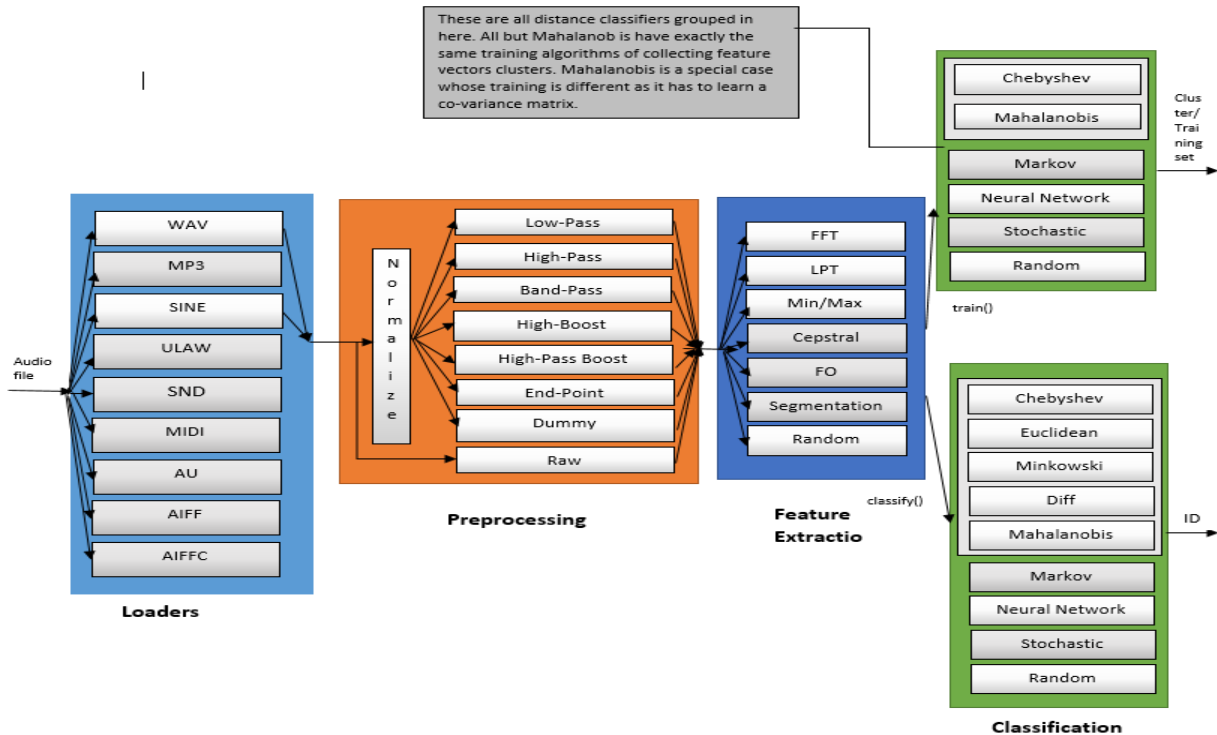 These are all distance classifiers grouped in
here. All but Mahalanob is have exactly the
same training algorithms of collecting feature
vectors clusters. Mahalanobis is a special case
whose training is different as it has to learn a
co-variance matrix.
Audio
file
WAV
MP3
SINE
ULAW
SND
MIDI
AU
AIFF
AIFFC
Loaders
Normalize
Low-Pass
High-Pass
Band-Pass
High-Boost
High-Pass Boost
End-Point
Dummy
Raw
Preprocessing
FFT
LPT
Min/Max
Cepstral
FO
Segmentation
Random
Feature
Extractio
train()
classify()
Chebyshev
Mahalanobis
Markov
Neural Network
Stochastic
Random
Clus
ter/
Trai
ning
set
Chebyshev
Euclidean
Minkowski
Diff
Mahalanobis
Markov
Neural Network
Stochastic
Random
ID
Classification